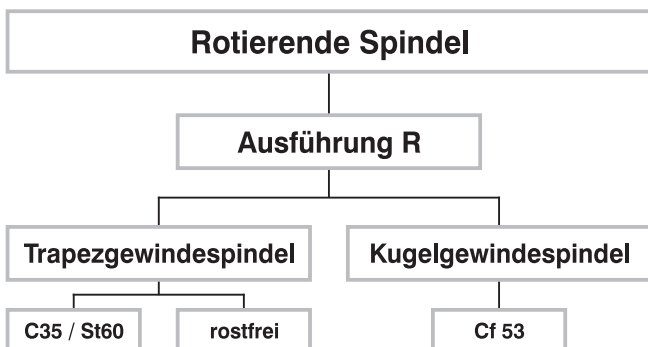 Rotierende Spindel
Ausführung R
Trapezgewindespindel
Kugelgewindespindel
C35 / St60
rostfrei
Cf 53